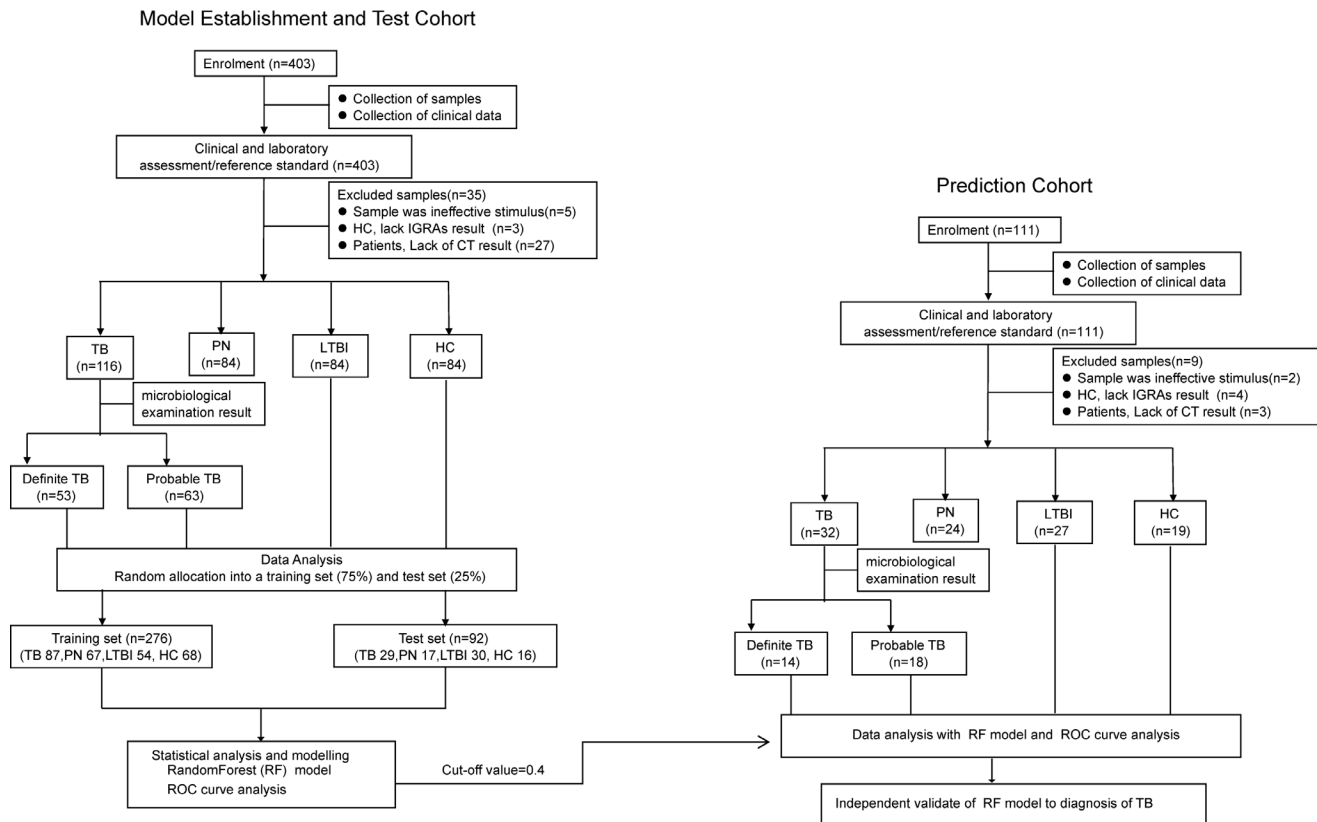 Model Establishment and Test Cohort
Enrolment (n=403)
● Collection of samples
● Collection of clinical data
Clinical and laboratory
assessment/reference standard (n=403)
Excluded samples(n=35)
● Sample was ineffective stimulus(n=5)
● HC, lack IGRAs result (n=3)
● Patients, Lack of CT result (n=27)
TB
(n=116)
PN
(n=84)
LTBI
(n=84)
HC
(n=84)
microbiological
examination result
Definite TB
(n=53)
Probable TB
(n=63)
Data Analysis
Random allocation into a training set (75%) and test set (25%)
Training set (n=276)
(TB 87,PN 67,LTBI 54, HC 68)
Test set (n=92)
(TB 29,PN 17,LTBI 30, HC 16)
Statistical analysis and modelling
RandomForest (RF) model
ROC curve analysis
Cut-off value=0.4
Prediction Cohort
Enrolment (n=111)
● Collection of samples
● Collection of clinical data
Clinical and laboratory
assessment/reference standard (n=111)
Excluded samples(n=9)
● Sample was ineffective stimulus(n=2)
● HC, lack IGRAs result (n=4)
● Patients, Lack of CT result (n=3)
TB
(n=32)
PN
(n=24)
LTBI
(n=27)
HC
(n=19)
microbiological
examination result
Definite TB
(n=14)
Probable TB
(n=18)
Data analysis with RF model and ROC curve analysis
Independent validate of RF model to diagnosis of TB